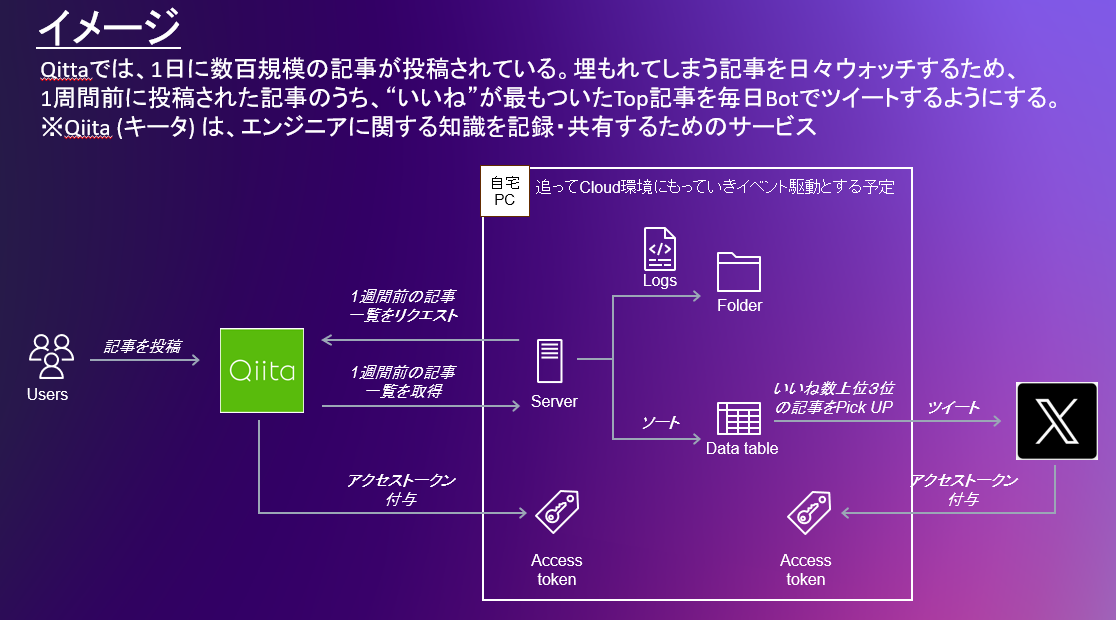 イメージ
Qittaでは、1日に数百規模の記事が投稿されている。埋もれてしまう記事を日々ウォッチするため、
1周間前に投稿された記事のうち、“いいね”が最もついたTop記事を毎日Botでツイートするようにする。
※Qiita (キータ) は、エンジニアに関する知識を記録・共有するためのサービス
自宅
PC
追ってCloud環境にもっていきイベント駆動とする予定
Logs
Folder
1週間前の記事
一覧をリクエスト
記事を投稿
Users
Qiita
1週間前の記事
一覧を取得
Server
ソート
Data table
いいね数上位3位
の記事をPick UP
ツイート
X
アクセストークン
付与
Access
token
アクセストークン
付与
Access
token